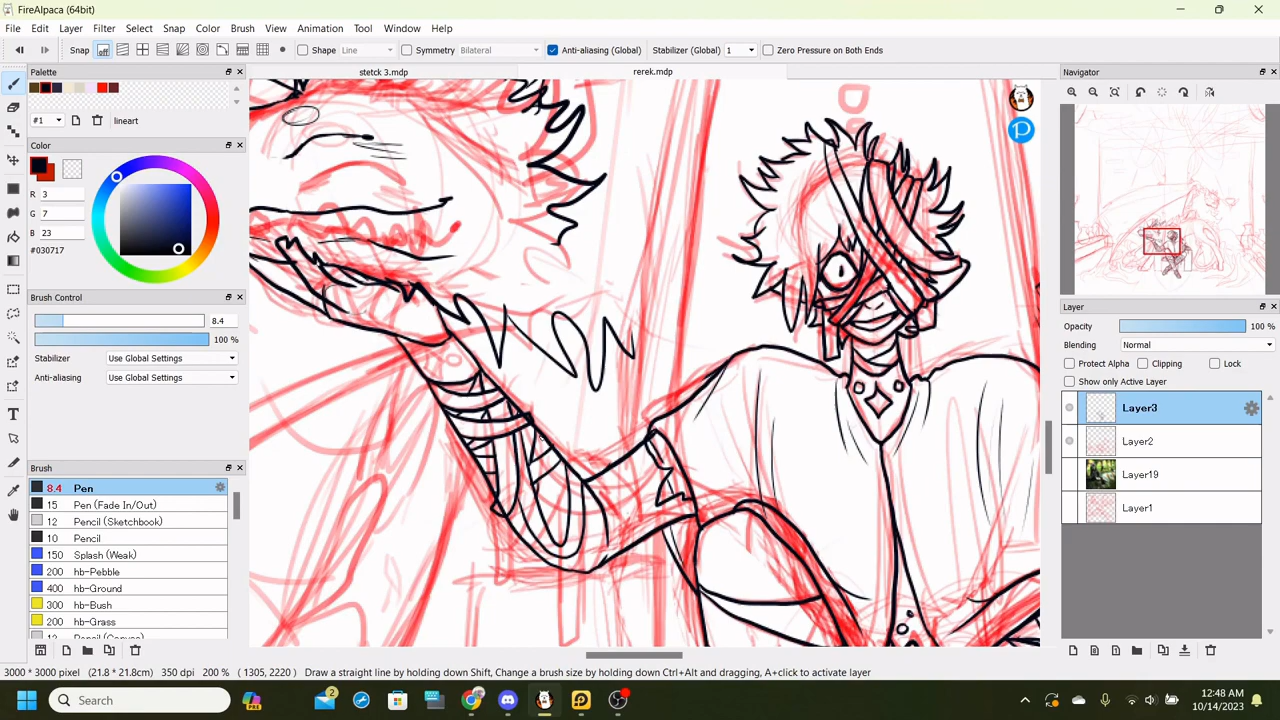 FireAlpaca (64bit)
File Edit Layer Filter Select Snap Color Brush Animation Tool Window Help
Snap off Shape Line Symmetry Bilateral Anti-aliasing (Global) Stabilizer (Global) 1 Zero Pressure on Both Ends
Palette
#1 lineart
Color
R 3
G 7
B 23
#030717
Brush Control
8.4
100 %
Stabilizer Use Global Settings
Anti-aliasing Use Global Settings
Brush
8.4 Pen
15 Pen (Fade In/Out)
12 Pencil (Sketchbook)
10 Pencil
150 Splash (Weak)
200 hb-Pebble
400 hb-Ground
300 hb-Bush
200 hb-Grass
12 Pencil (Canvas)
stetck 3.mdp rerek.mdp
P
Navigator
Layer
Opacity 100 %
Blending Normal
Protect Alpha Clipping Lock
Show only Active Layer
Layer3
Layer2
Layer19
Layer1
3000 * 3000 pixel (21.8 * 21.8cm) 350 dpi 200 % ( 1305, 2220 ) Draw a straight line by holding down Shift, Change a brush size by holding down Ctrl+Alt and dragging, A+click to activate layer
Search
PRE
2
12:48 AM
10/14/2023